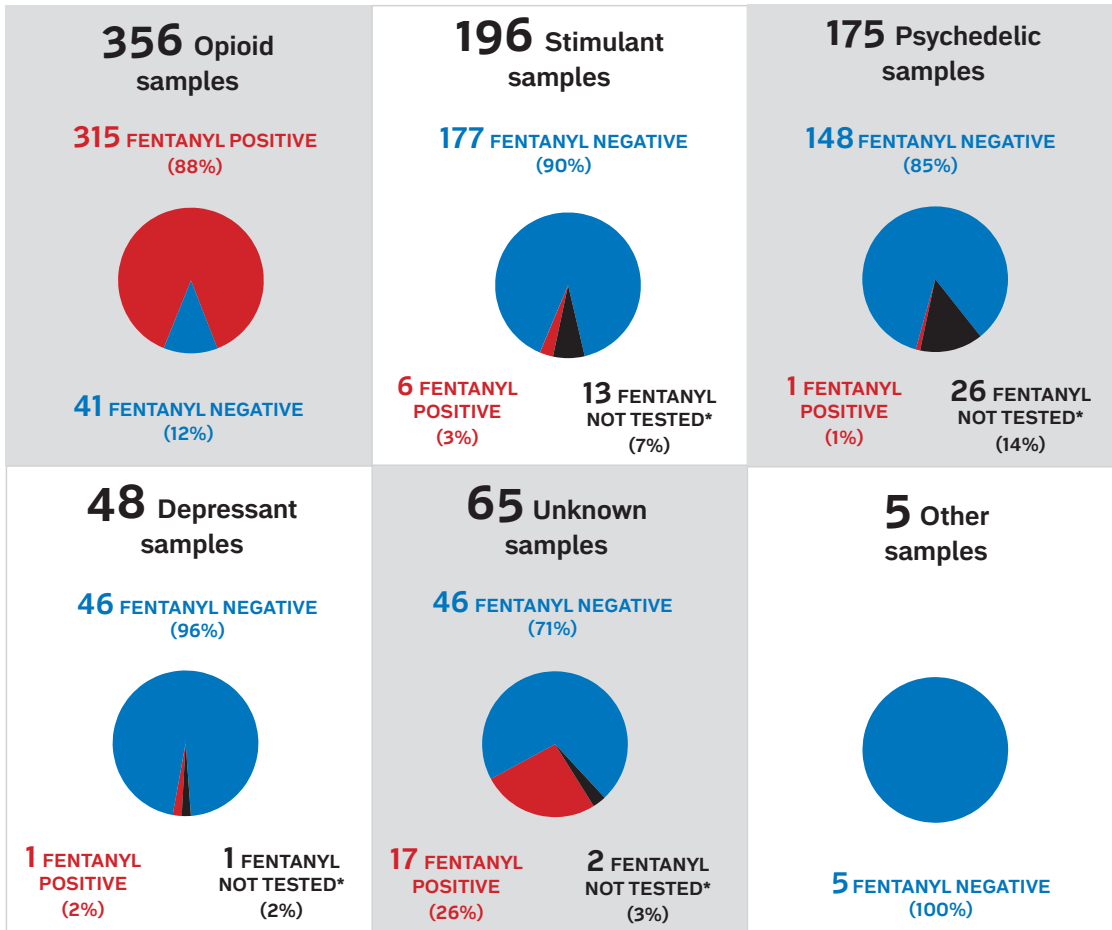 356 Opioid
samples
315 FENTANYL POSITIVE
(88%)
41 FENTANYL NEGATIVE
(12%)
196 Stimulant
samples
177 FENTANYL NEGATIVE
(90%)
6 FENTANYL
POSITIVE
(3%)
13 FENTANYL
NOT TESTED*
(7%)
175 Psychedelic
samples
148 FENTANYL NEGATIVE
(85%)
1 FENTANYL
POSITIVE
(1%)
26 FENTANYL
NOT TESTED*
(14%)
48 Depressant
samples
46 FENTANYL NEGATIVE
(96%)
1 FENTANYL
POSITIVE
(2%)
1 FENTANYL
NOT TESTED*
(2%)
65 Unknown
samples
46 FENTANYL NEGATIVE
(71%)
17 FENTANYL
POSITIVE
(26%)
2 FENTANYL
NOT TESTED*
(3%)
5 Other
samples
5 FENTANYL NEGATIVE
(100%)